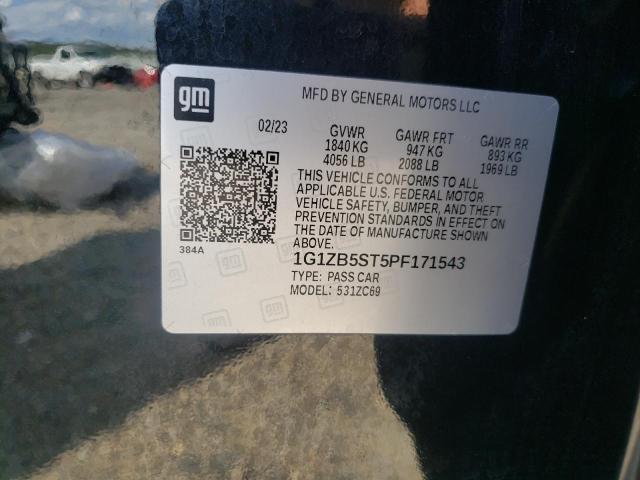 gm
MFD BY GENERAL MOTORS LLC
02/23 GVWR GAWR FRT GAWR RR
1840 KG 947 KG 893 KG
4056 LB 2088 LB 1969 LB
THIS VEHICLE CONFORMS TO ALL
APPLICABLE U.S. FEDERAL MOTOR
VEHICLE SAFETY, BUMPER, AND THEFT
PREVENTION STANDARDS IN EFFECT ON
THE DATE OF MANUFACTURE SHOWN
ABOVE.
384A
1G1ZB5ST5PF171543
TYPE: PASS CAR
MODEL: 531ZC69